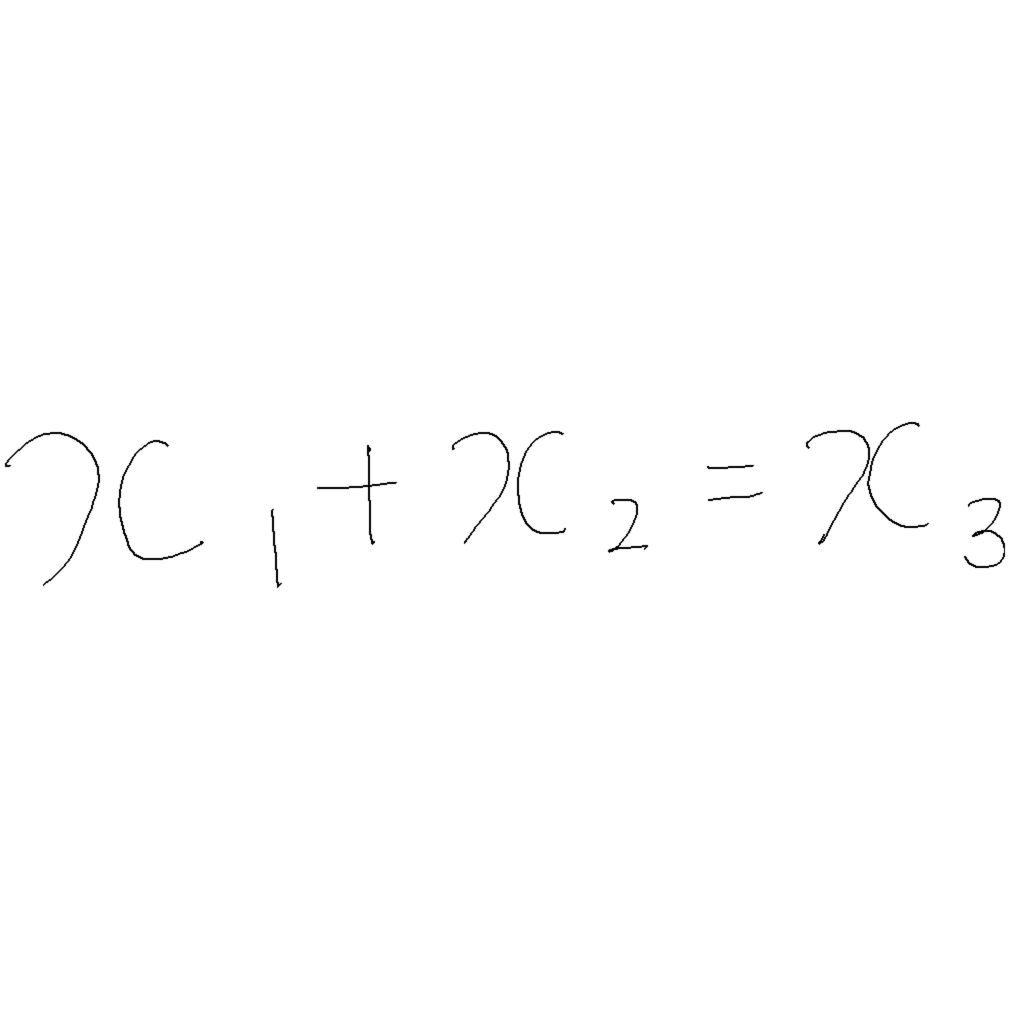 x₁ + x₂ = x₃